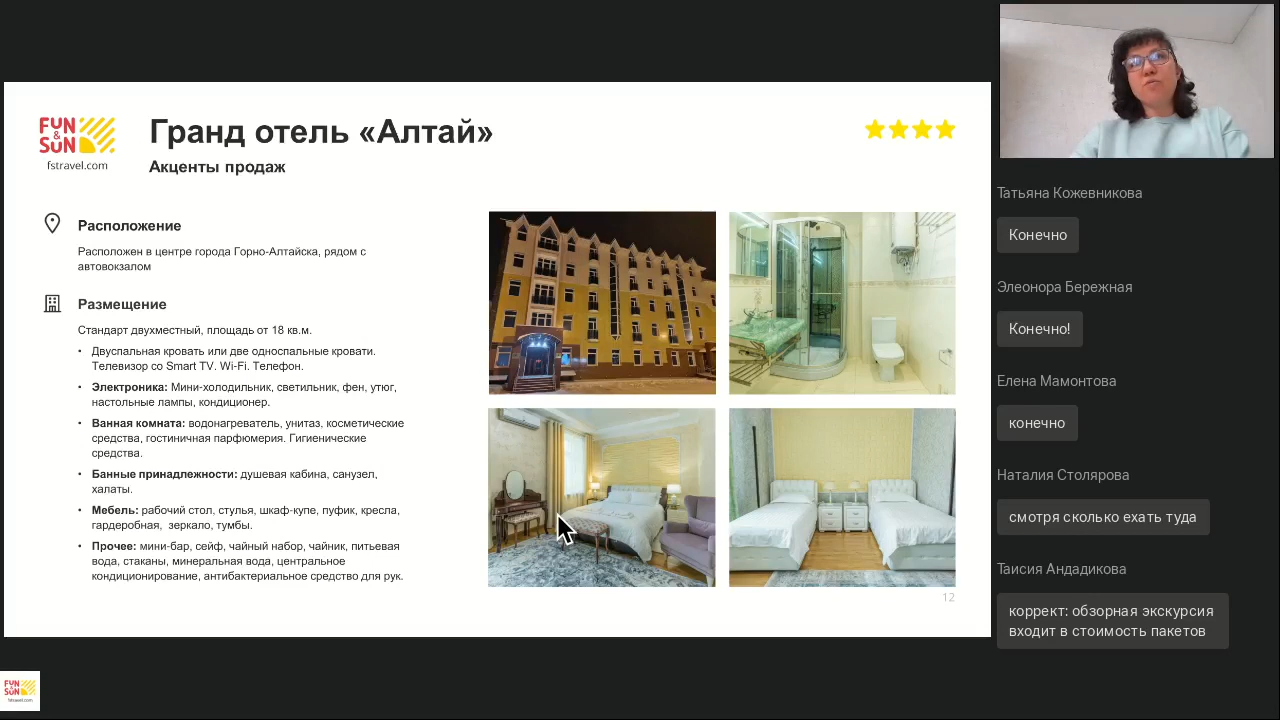 FUN
&
SUN
fstravel.com
Гранд отель «Алтай»
Акценты продаж
Расположение
Расположен в центре города Горно-Алтайска, рядом с
автовокзалом
Размещение
Стандарт двухместный, площадь от 18 кв.м.
• Двуспальная кровать или две односпальные кровати.
Телевизор со Smart TV. Wi-Fi. Телефон.
• Электроника: Мини-холодильник, светильник, фен, утюг,
настольные лампы, кондиционер.
• Ванная комната: водонагреватель, унитаз, косметические
средства, гостиничная парфюмерия. Гигиенические
средства.
• Банные принадлежности: душевая кабина, санузел,
халаты.
• Мебель: рабочий стол, стулья, шкаф-купе, пуфик, кресла,
гардеробная, зеркало, тумбы.
• Прочее: мини-бар, сейф, чайный набор, чайник, питьевая
вода, стаканы, минеральная вода, центральное
кондиционирование, антибактериальное средство для рук.
12
Татьяна Кожевникова
Конечно
Элеонора Бережная
Конечно!
Елена Мамонтова
конечно
Наталия Столярова
смотря сколько ехать туда
Таисия Андадикова
коррект: обзорная экскурсия
входит в стоимость пакетов
FUN
&
SUN
fstravel.com